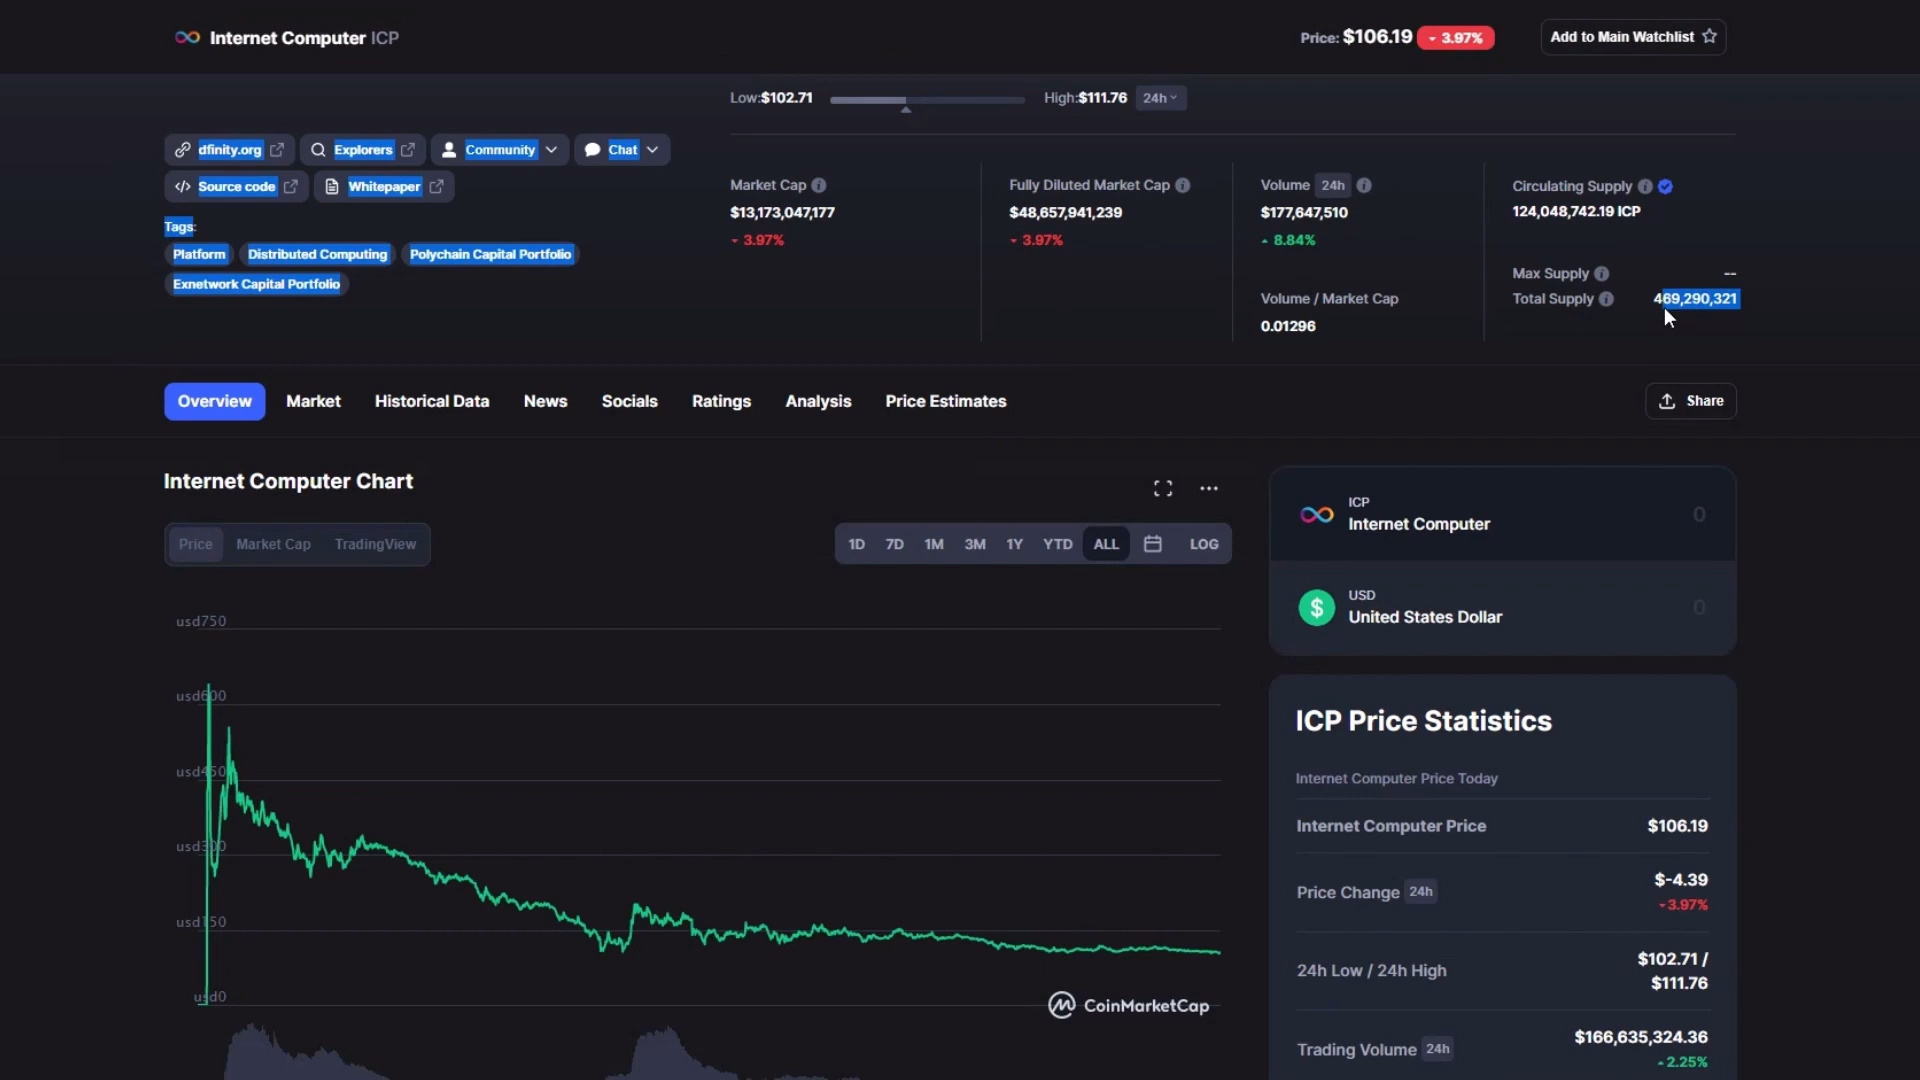 Internet Computer ICP
Price: $106.19 3.97%
Add to Main Watchlist
Low:$102.71
High:$111.76 24h
dfinity.org Explorers Community Chat
Source code Whitepaper
Tags:
Platform Distributed Computing Polychain Capital Portfolio
Exnetwork Capital Portfolio
Market Cap
$13,173,047,177
3.97%
Fully Diluted Market Cap
$48,657,941,239
3.97%
Volume 24h
$177,647,510
8.84%
Volume / Market Cap
0.01296
Circulating Supply
124,048,742.19 ICP
Max Supply --
Total Supply 469,290,321
Overview Market Historical Data News Socials Ratings Analysis Price Estimates
Share
Internet Computer Chart
Price Market Cap TradingView
1D 7D 1M 3M 1Y YTD ALL LOG
usd750
usd600
usd450
usd300
usd150
usd0
CoinMarketCap
ICP
Internet Computer
0
USD
United States Dollar
0
$
ICP Price Statistics
Internet Computer Price Today
Internet Computer Price $106.19
Price Change 24h
$-4.39
3.97%
24h Low / 24h High
$102.71 /
$111.76
Trading Volume 24h
$166,635,324.36
2.25%